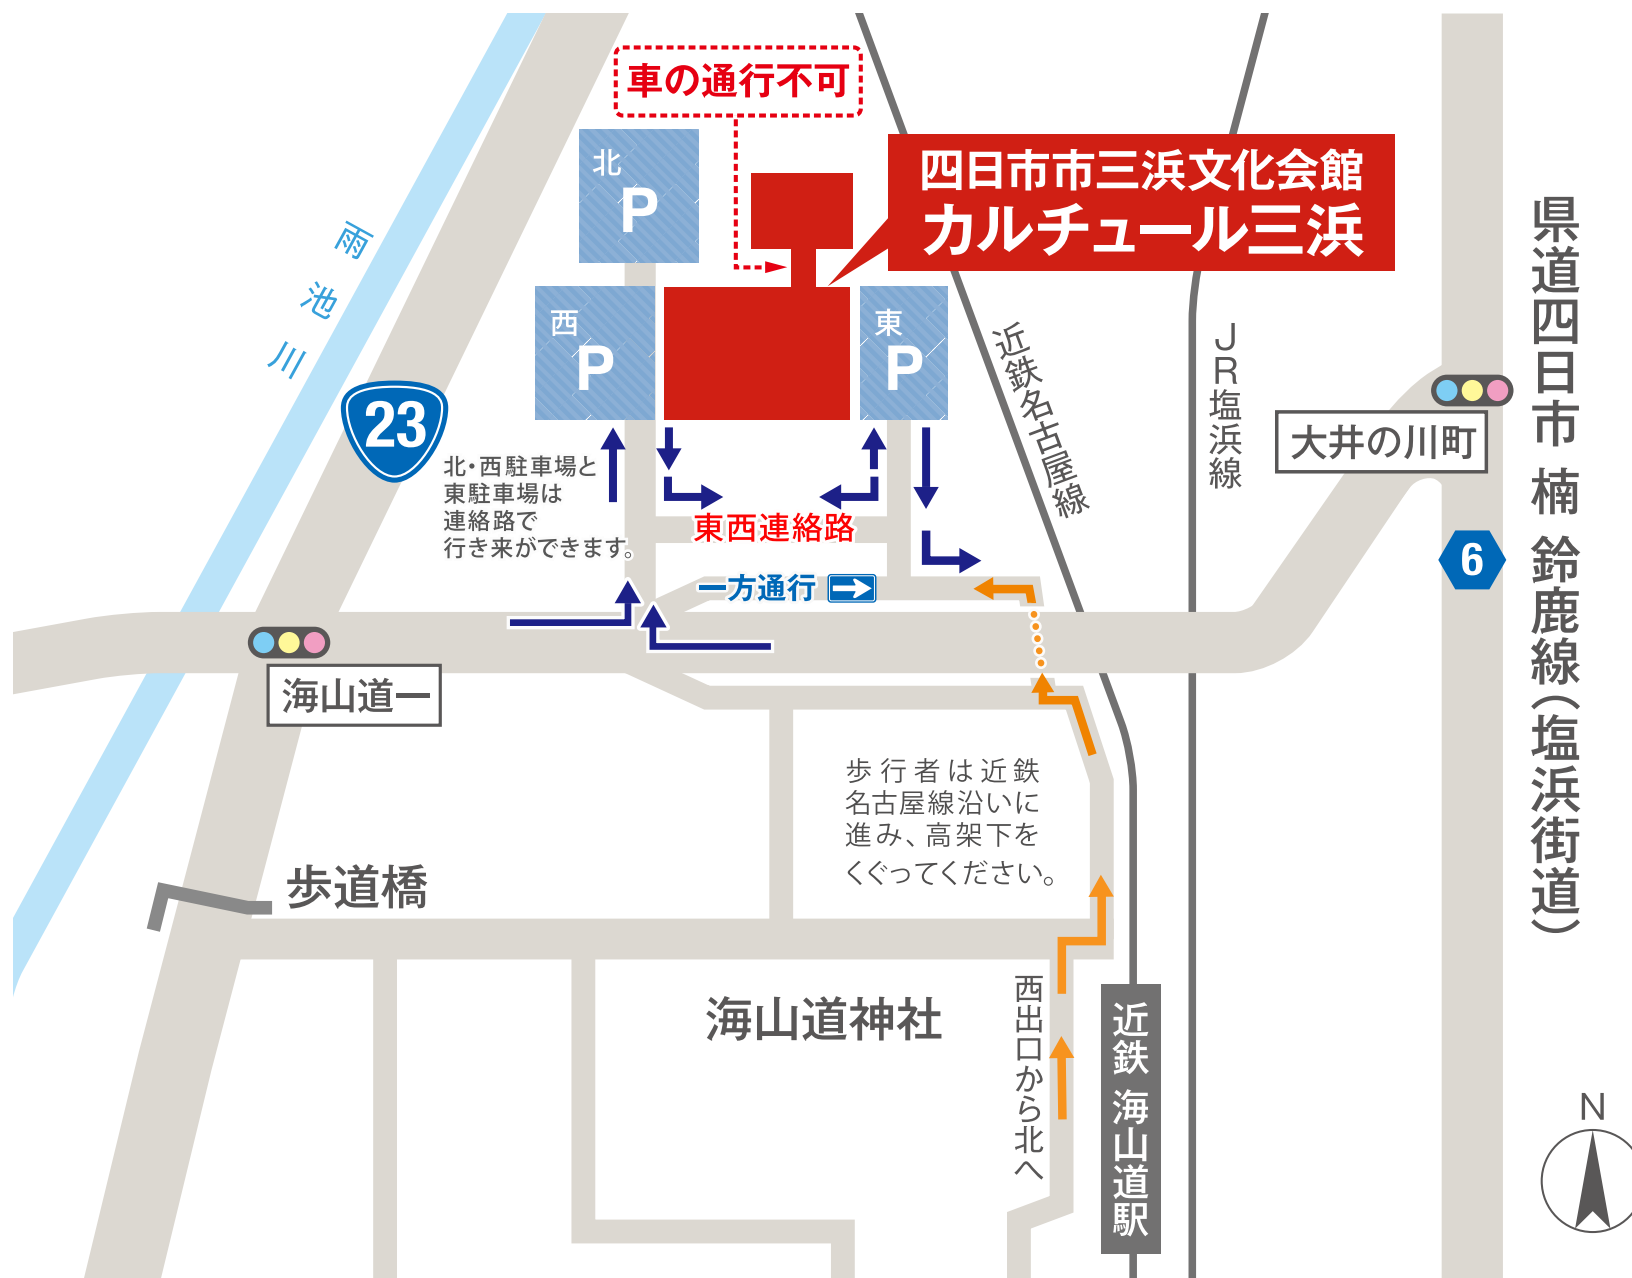 車の通行不可
四日市市三浜文化会館
カルチュール三浜
北
P
西
P
東
P
雨池川
23
北・西駐車場と
東駐車場は
連絡路で
行き来ができます。
東西連絡路
一方通行
近鉄名古屋線
JR塩浜線
大井の川町
県道四日市 楠 鈴鹿線（塩浜街道）
6
海山道一
歩行者は近鉄
名古屋線沿いに
進み、高架下を
くぐってください。
歩道橋
海山道神社
西出口から北へ
近鉄 海山道駅
N